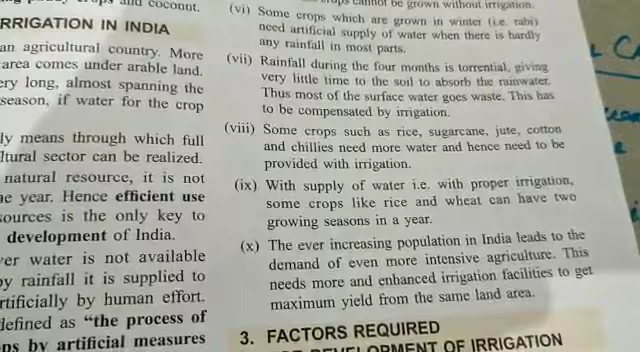 and coconut.
RRIGATION IN INDIA
an agricultural country. More
area comes under arable land.
ery long, almost spanning the
season, if water for the crop
ly means through which full
ltural sector can be realized.
natural resource, it is not
e year. Hence efficient use
sources is the only key to
development of India.
er water is not available
y rainfall it is supplied to
rtificially by human effort.
defined as “the process of
ns by artificial measures
cannot be grown without irrigation.
(vi) Some crops which are grown in winter (i.e. rabi)
need artificial supply of water when there is hardly
any rainfall in most parts.
(vii) Rainfall during the four months is torrential, giving
very little time to the soil to absorb the rainwater.
Thus most of the surface water goes waste. This has
to be compensated by irrigation.
(viii) Some crops such as rice, sugarcane, jute, cotton
and chillies need more water and hence need to be
provided with irrigation.
(ix) With supply of water i.e. with proper irrigation,
some crops like rice and wheat can have two
growing seasons in a year.
(x) The ever increasing population in India leads to the
demand of even more intensive agriculture. This
needs more and enhanced irrigation facilities to get
maximum yield from the same land area.
3. FACTORS REQUIRED
DEVELOPMENT OF IRRIGATION